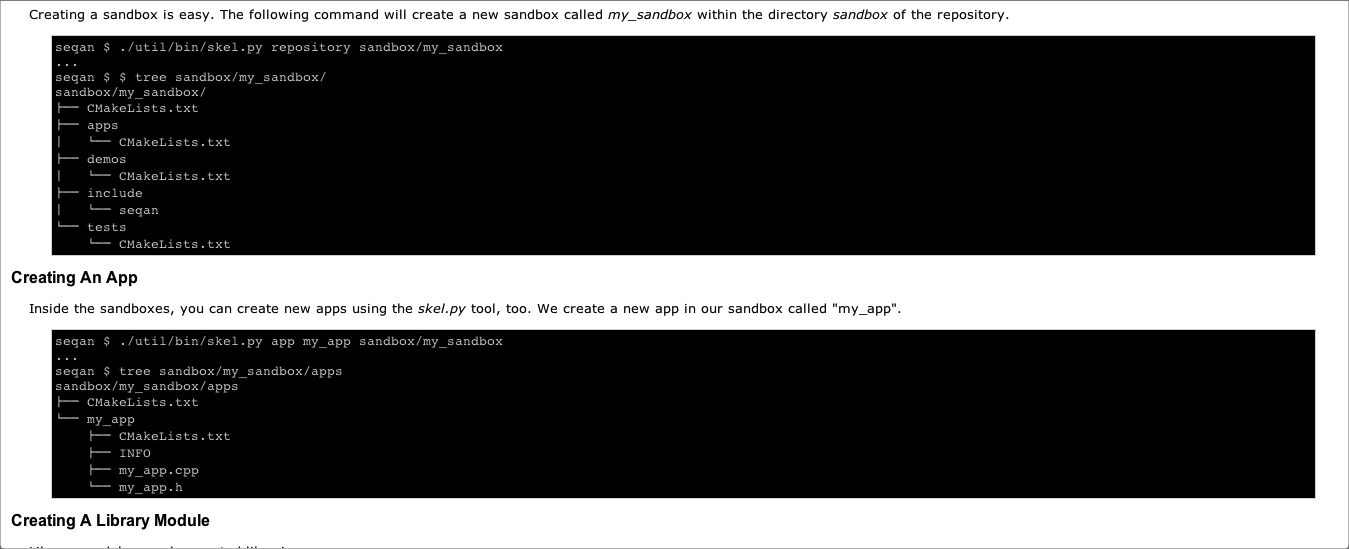 Creating a sandbox is easy. The following command will create a new sandbox called my_sandbox within the directory sandbox of the repository.
seqan $ ./util/bin/skel.py repository sandbox/my_sandbox
...
seqan $ $ tree sandbox/my_sandbox/
sandbox/my_sandbox/
├── CMakeLists.txt
├── apps
│   └── CMakeLists.txt
├── demos
│   └── CMakeLists.txt
├── include
│   └── seqan
└── tests
    └── CMakeLists.txt
Creating An App
Inside the sandboxes, you can create new apps using the skel.py tool, too. We create a new app in our sandbox called "my_app".
seqan $ ./util/bin/skel.py app my_app sandbox/my_sandbox
...
seqan $ tree sandbox/my_sandbox/apps
sandbox/my_sandbox/apps
├── CMakeLists.txt
└── my_app
    ├── CMakeLists.txt
    ├── INFO
    ├── my_app.cpp
    └── my_app.h
Creating A Library Module